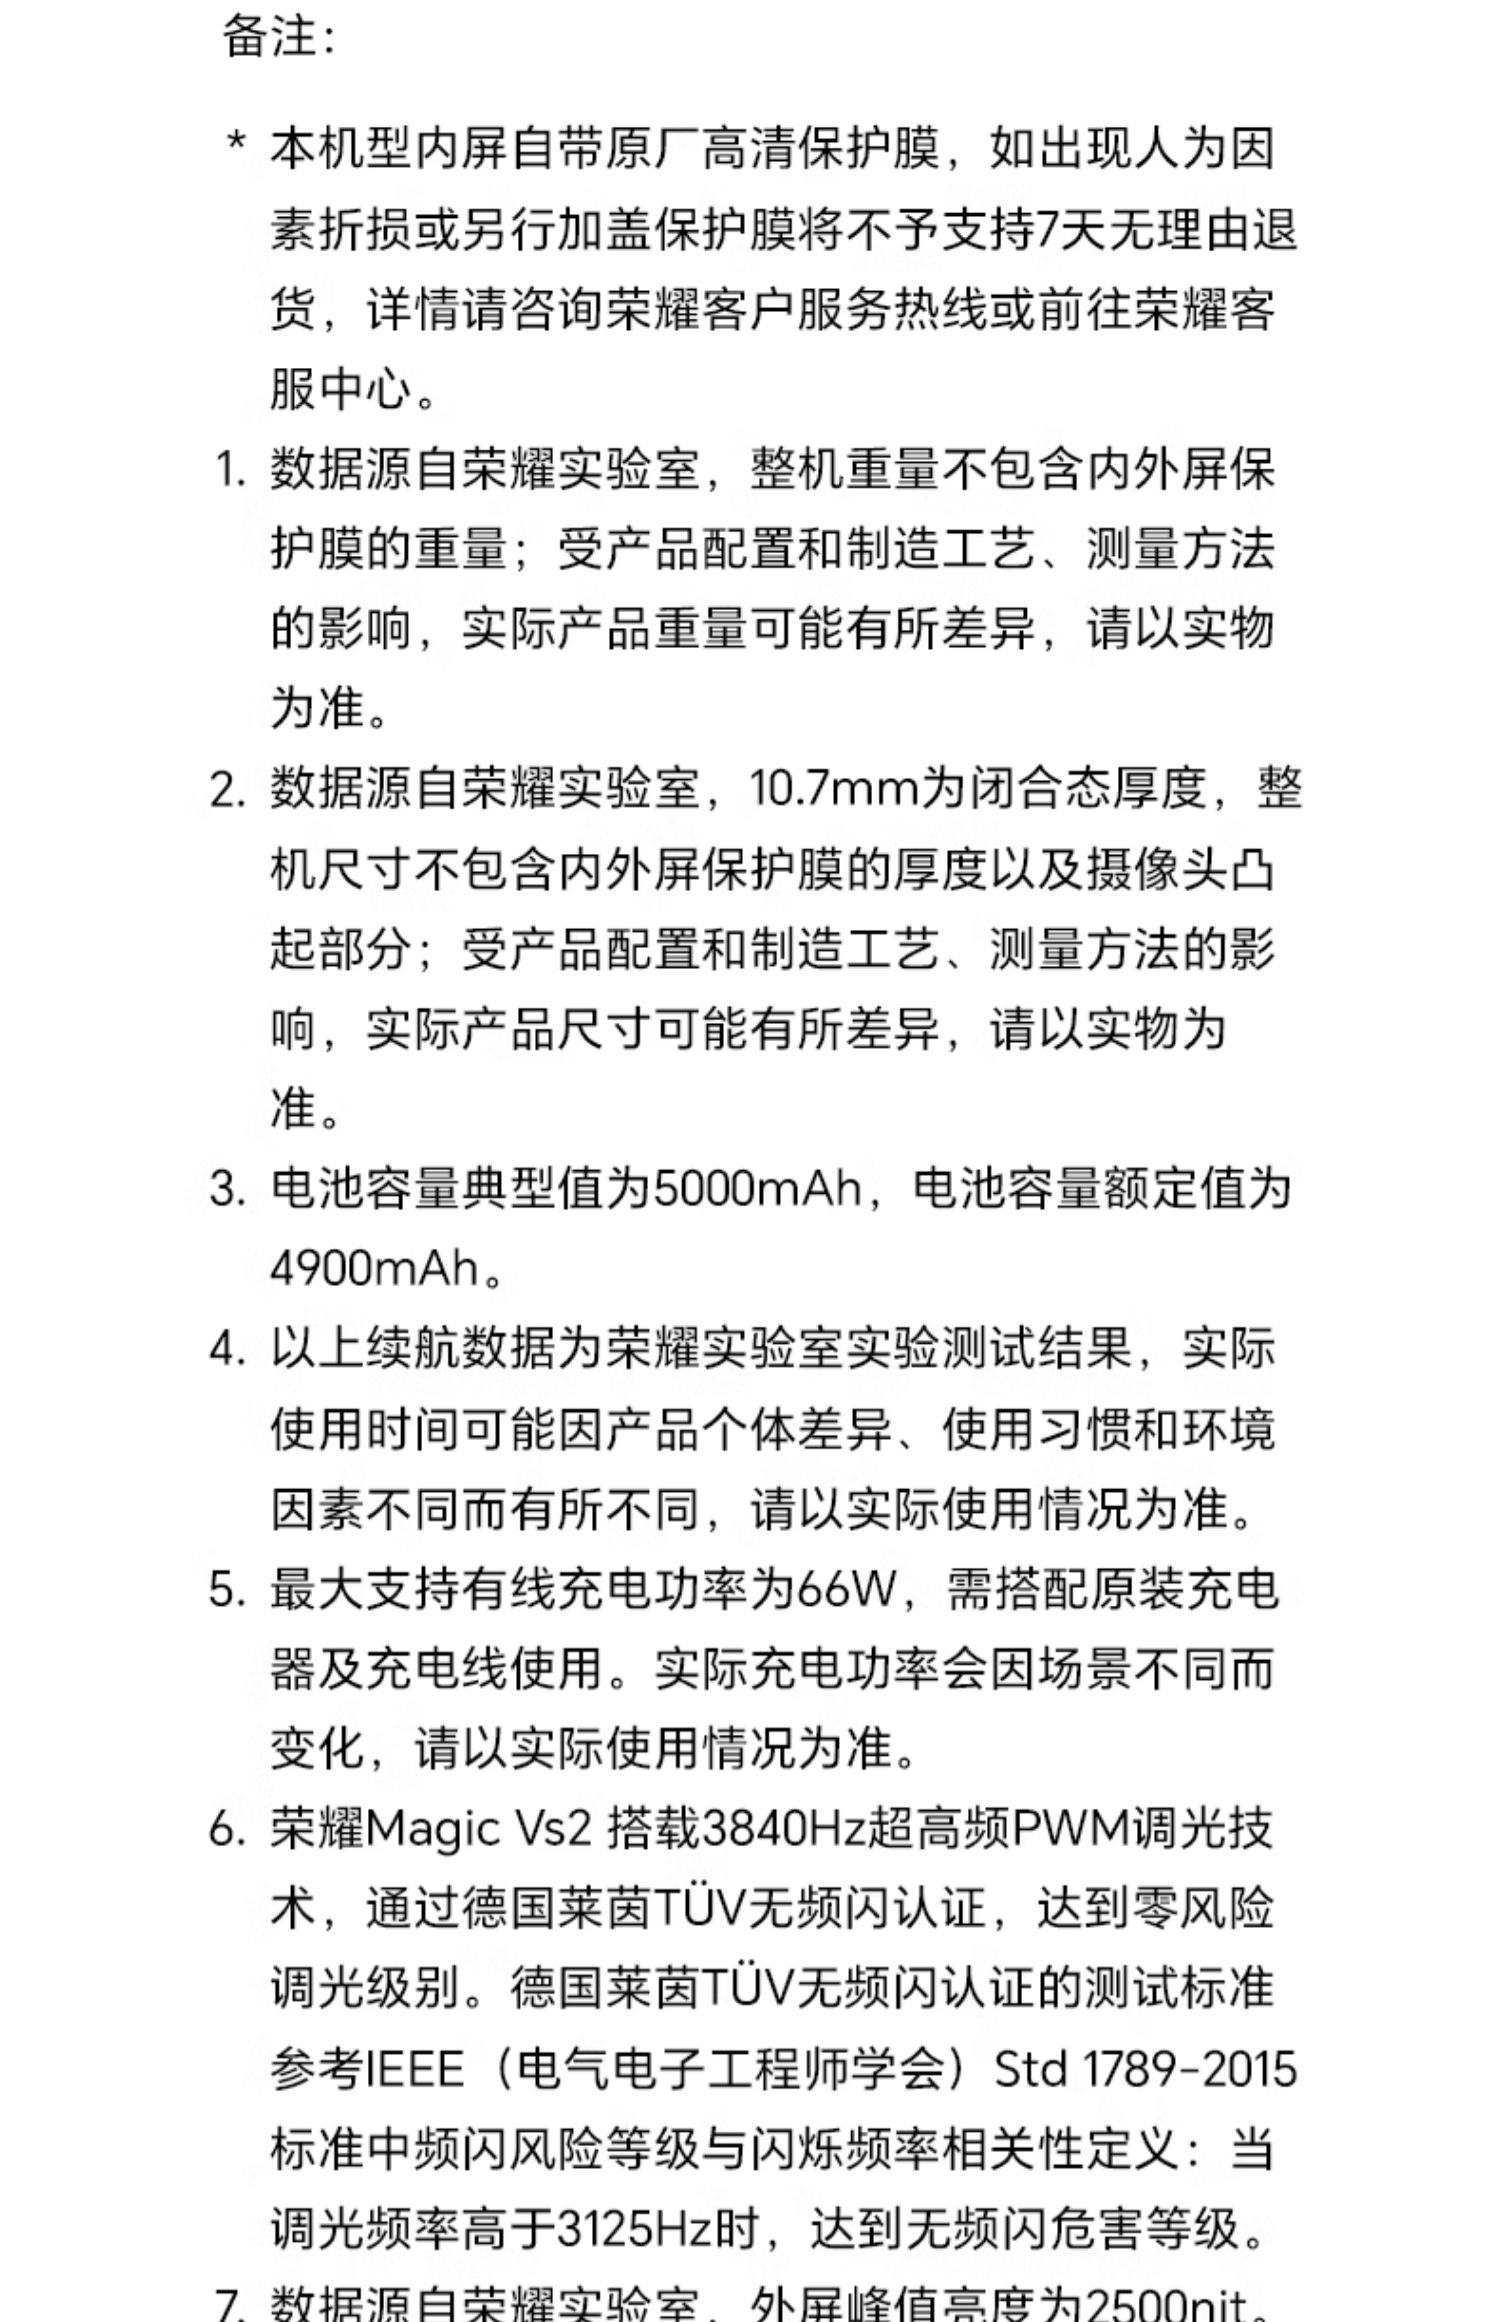 备注：
* 本机型内屏自带原厂高清保护膜，如出现人为因
素折损或另行加盖保护膜将不予支持7天无理由退
货，详情请咨询荣耀客户服务热线或前往荣耀客
服中心。
1. 数据源自荣耀实验室，整机重量不包含内外屏保
护膜的重量；受产品配置和制造工艺、测量方法
的影响，实际产品重量可能有所差异，请以实物
为准。
2. 数据源自荣耀实验室，10.7mm为闭合态厚度，整
机尺寸不包含内外屏保护膜的厚度以及摄像头凸
起部分；受产品配置和制造工艺、测量方法的影
响，实际产品尺寸可能有所差异，请以实物为
准。
3. 电池容量典型值为5000mAh，电池容量额定值为
4900mAh。
4. 以上续航数据为荣耀实验室实验测试结果，实际
使用时间可能因产品个体差异、使用习惯和环境
因素不同而有所不同，请以实际使用情况为准。
5. 最大支持有线充电功率为66W，需搭配原装充电
器及充电线使用。实际充电功率会因场景不同而
变化，请以实际使用情况为准。
6. 荣耀Magic Vs2 搭载3840Hz超高频PWM调光技
术，通过德国莱茵TÜV无频闪认证，达到零风险
调光级别。德国莱茵TÜV无频闪认证的测试标准
参考IEEE（电气电子工程师学会）Std 1789-2015
标准中频闪风险等级与闪烁频率相关性定义：当
调光频率高于3125Hz时，达到无频闪危害等级。
7. 数据源自荣耀实验室，外屏峰值亮度为2500nit。